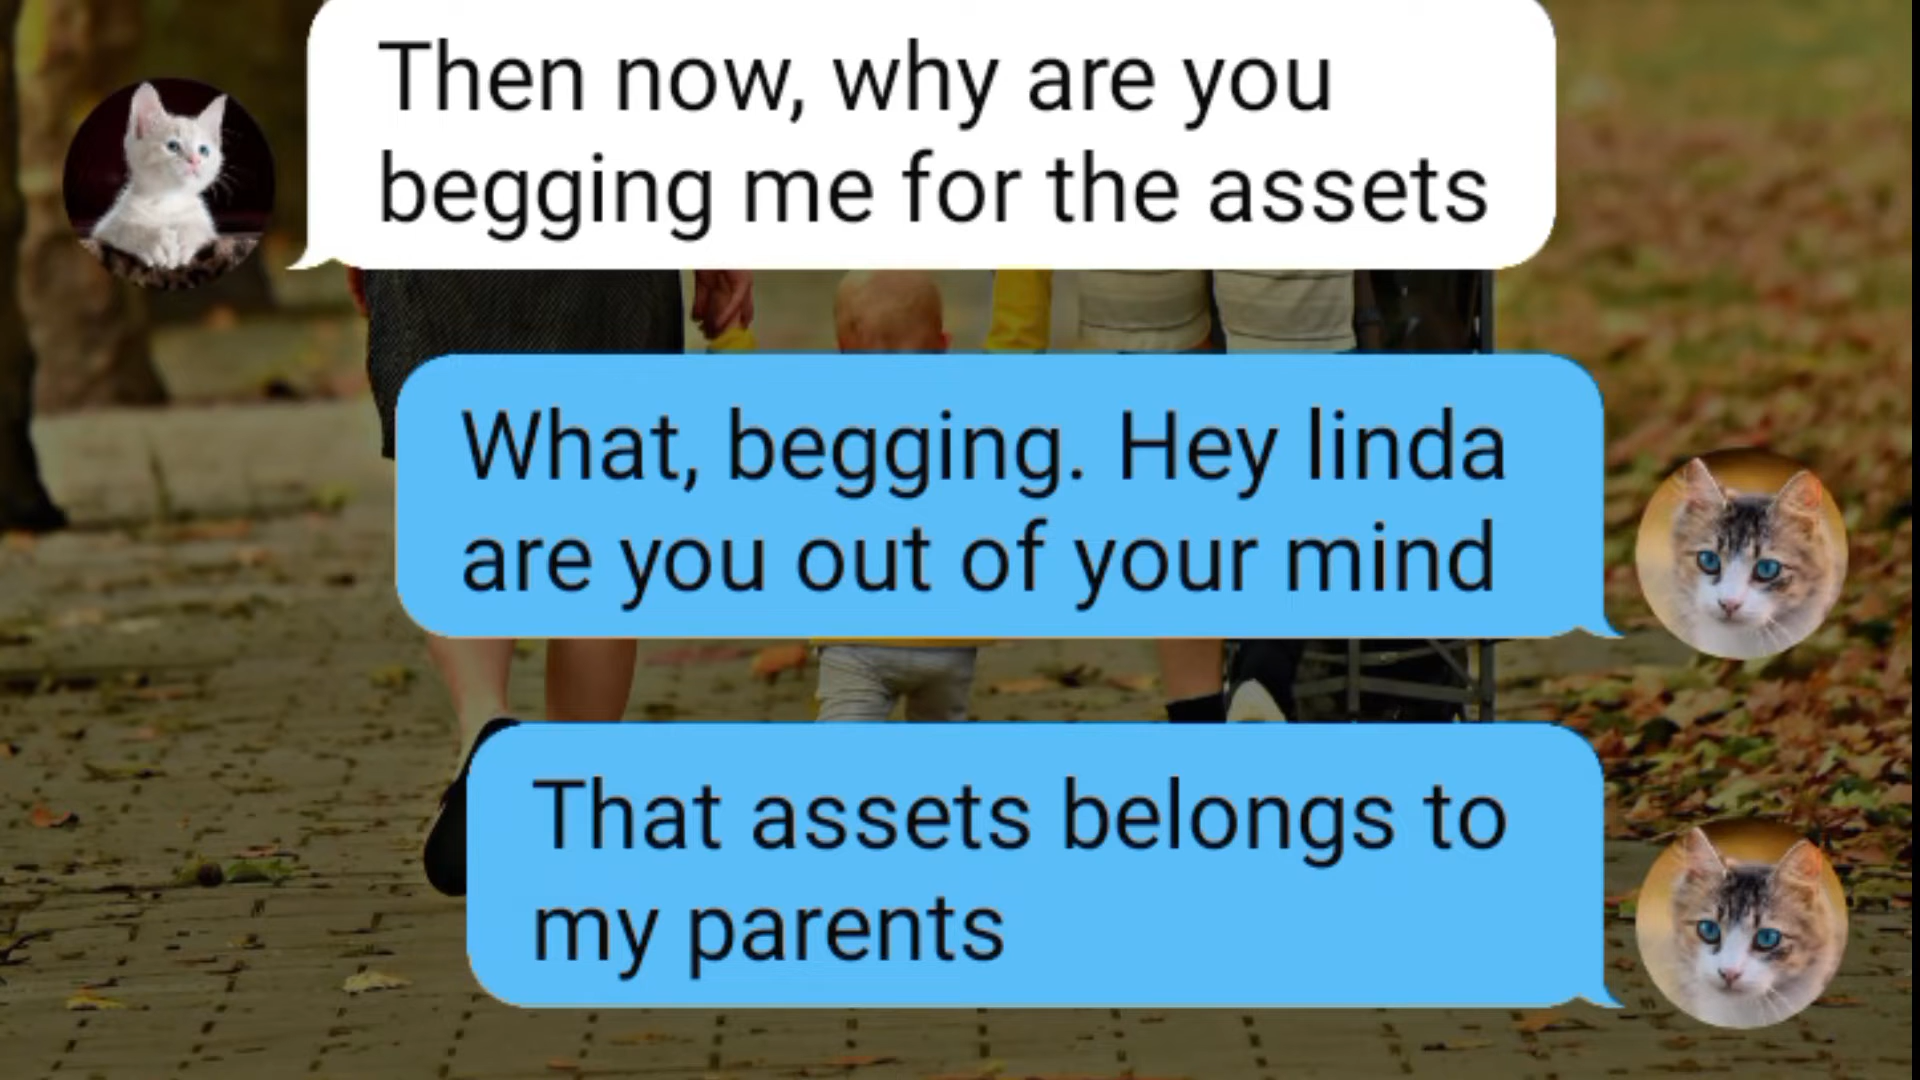 Then now, why are you
begging me for the assets
What, begging. Hey linda
are you out of your mind
That assets belongs to
my parents